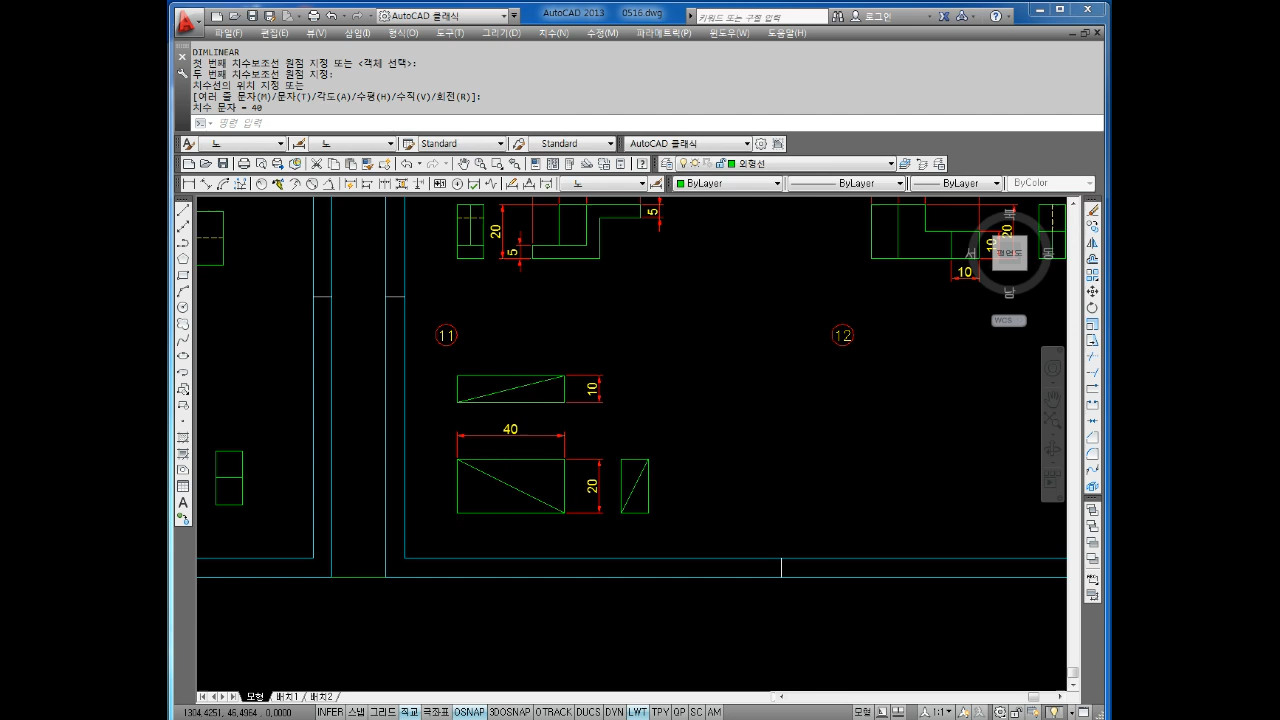 AutoCAD 클래식
AutoCAD 2013 0516.dwg
키워드 또는 구절 입력
로그인
파일(F) 편집(E) 뷰(V) 삽입(I) 형식(O) 도구(T) 그리기(D) 치수(N) 수정(M) 파라메트릭(P) 윈도우(W) 도움말(H)
DIMLINEAR
첫 번째 치수보조선 원점 지정 또는 <객체 선택>:
두 번째 치수보조선 원점 지정:
치수선의 위치 지정 또는
[여러 줄 문자(M)/문자(T)/각도(A)/수평(H)/수직(V)/회전(R)]:
치수 문자 = 40
명령 입력
Standard Standard AutoCAD 클래식
외형선
ByLayer ByLayer ByLayer ByColor
20 5 5
10 20
10
북
서 평면도 동
남
WCS
11 12
10
40
20
모형 배치1 배치2
1304.4251, 46.4964 , 0.0000 INFER 스냅 그리드 직교 극좌표 OSNAP 3DOSNAP OTRACK DUCS DYN LWT TPY QP SC AM 모형 1:1